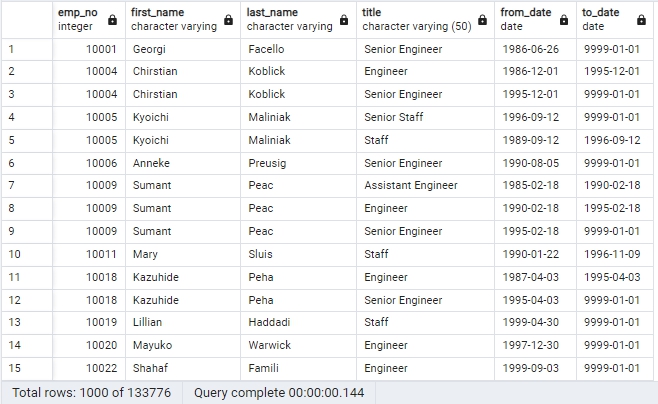 emp_no first_name last_name title from_date to_date
integer character varying character varying character varying (50) date date
1 10001 Georgi Facello Senior Engineer 1986-06-26 9999-01-01
2 10004 Chirstian Koblick Engineer 1986-12-01 1995-12-01
3 10004 Chirstian Koblick Senior Engineer 1995-12-01 9999-01-01
4 10005 Kyoichi Maliniak Senior Staff 1996-09-12 9999-01-01
5 10005 Kyoichi Maliniak Staff 1989-09-12 1996-09-12
6 10006 Anneke Preusig Senior Engineer 1990-08-05 9999-01-01
7 10009 Sumant Peac Assistant Engineer 1985-02-18 1990-02-18
8 10009 Sumant Peac Engineer 1990-02-18 1995-02-18
9 10009 Sumant Peac Senior Engineer 1995-02-18 9999-01-01
10 10011 Mary Sluis Staff 1990-01-22 1996-11-09
11 10018 Kazuhide Peha Engineer 1987-04-03 1995-04-03
12 10018 Kazuhide Peha Senior Engineer 1995-04-03 9999-01-01
13 10019 Lillian Haddadi Staff 1999-04-30 9999-01-01
14 10020 Mayuko Warwick Engineer 1997-12-30 9999-01-01
15 10022 Shahaf Famili Engineer 1999-09-03 9999-01-01
Total rows: 1000 of 133776 Query complete 00:00:00.144